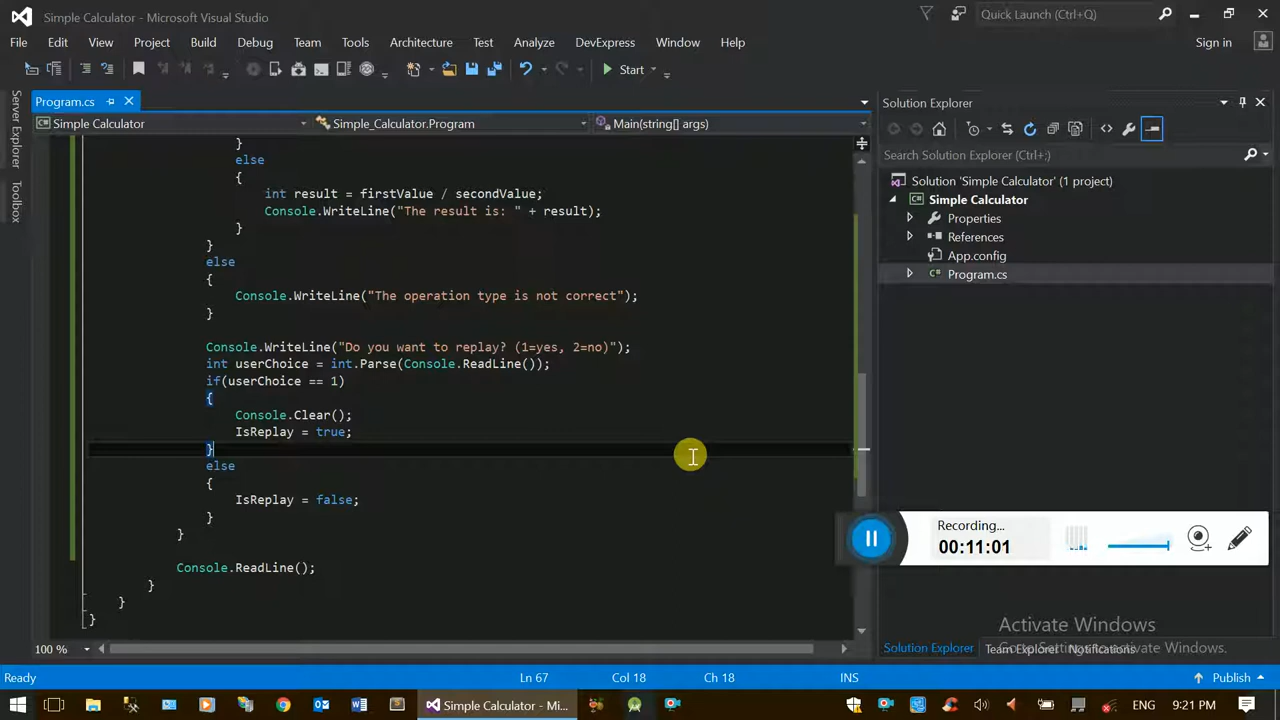 Simple Calculator - Microsoft Visual Studio
Quick Launch (Ctrl+Q)
File Edit View Project Build Debug Team Tools Architecture Test Analyze DevExpress Window Help
Sign in
Start
Server Explorer
Toolbox
Program.cs
Simple Calculator
Simple_Calculator.Program
Main(string[] args)
}
else
{
int result = firstValue / secondValue;
Console.WriteLine("The result is: " + result);
}
}
else
{
Console.WriteLine("The operation type is not correct");
}
Console.WriteLine("Do you want to replay? (1=yes, 2=no)");
int userChoice = int.Parse(Console.ReadLine());
if(userChoice == 1)
{
Console.Clear();
IsReplay = true;
}
else
{
IsReplay = false;
}
}
Console.ReadLine();
}
}
}
100 %
Solution Explorer
Search Solution Explorer (Ctrl+;)
Solution 'Simple Calculator' (1 project)
Simple Calculator
Properties
References
App.config
Program.cs
Recording...
00:11:01
Activate Windows
Go to Settings to activate Windows.
Solution Explorer Team Explorer Notifications
Ready
Ln 67 Col 18 Ch 18 INS
Publish
Simple Calculator - Mi...
9:21 PM